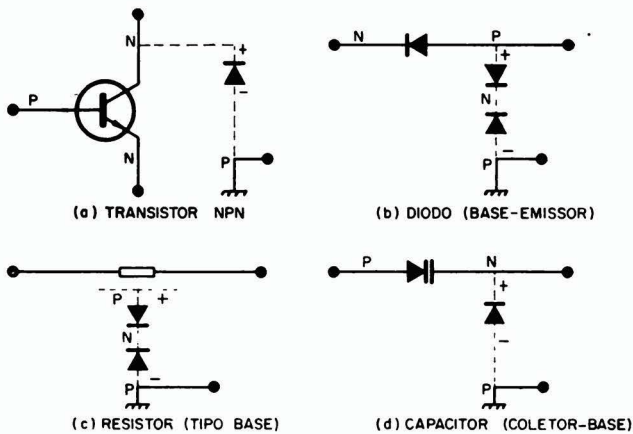 N
+
P
-
N
P
(a) TRANSISTOR NPN
N
P
+
N
-
P
(b) DIODO (BASE-EMISSOR)
P +
N
-
P
(c) RESISTOR (TIPO BASE)
P
N
+
-
P
(d) CAPACITOR (COLETOR-BASE)